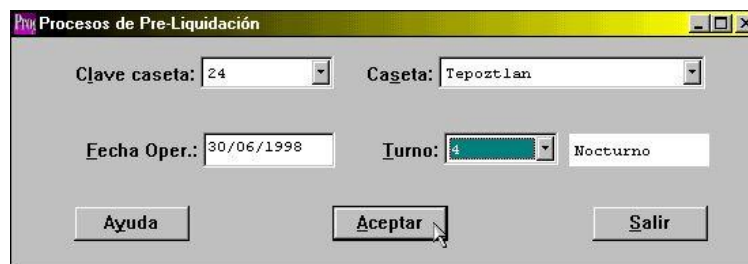 Procesos de Pre-Liquidación
Clave caseta: 24 Caseta: Tepoztlan
Fecha Oper.: 30/06/1998 Turno: 4 Nocturno
Ayuda Aceptar Salir